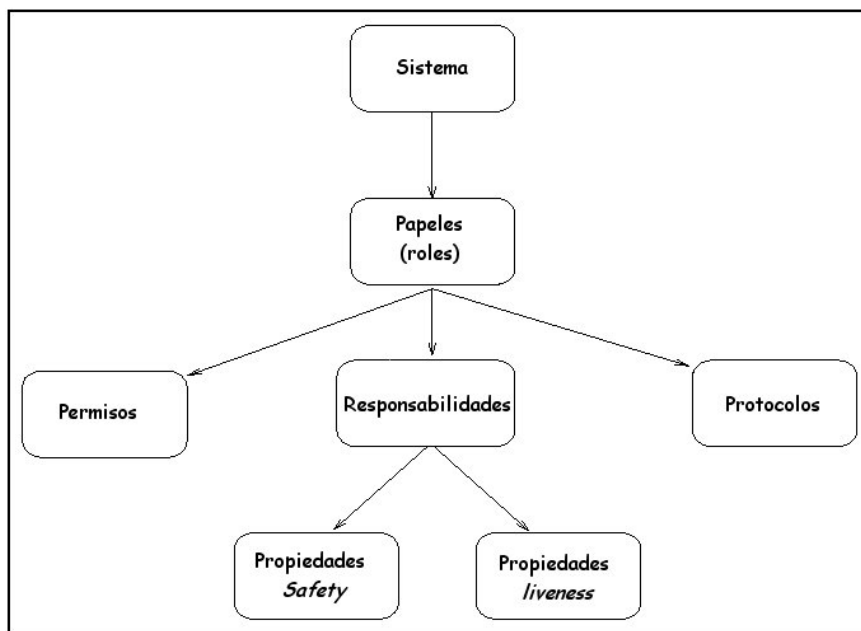 Sistema
Papeles
(roles)
Permisos
Responsabilidades
Protocolos
Propiedades
Safety
Propiedades
liveness